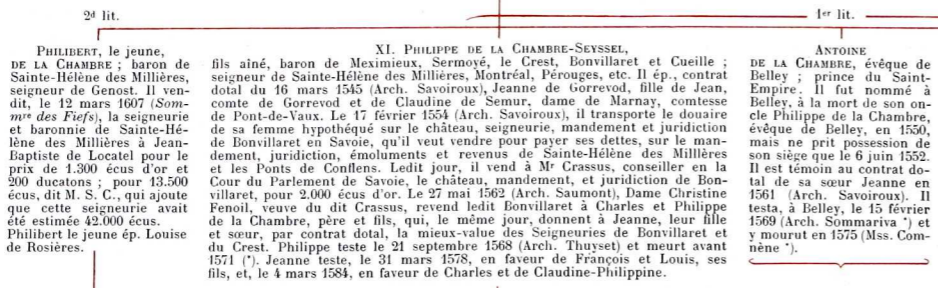 2d lit.
1er lit.
PHILIBERT, le jeune,
DE LA CHAMBRE ; baron de
Sainte-Hélène des Millières,
seigneur de Genost. Il ven-
dit, le 12 mars 1607 (Som-
mre des Fiefs), la seigneurie
et baronnie de Sainte-Hé-
lène des Millières à Jean-
Baptiste de Locatel pour le
prix de 1.300 écus d'or et
200 ducatons ; pour 13.500
écus, dit M. S. C., qui ajoute
que cette seigneurie avait
été estimée 42.000 écus.
Philibert le jeune ép. Louise
de Rosières.
XI. PHILIPPE DE LA CHAMBRE-SEYSSEL,
fils aîné, baron de Meximieux, Sermoyé, le Crest, Bonvillaret et Cueille ;
seigneur de Sainte-Hélène des Millières, Montréal, Pérouges, etc. Il ép., contrat
dotal du 16 mars 1545 (Arch. Savoiroux), Jeanne de Gorrevod, fille de Jean,
comte de Gorrevod et de Claudine de Semur, dame de Marnay, comtesse
de Pont-de-Vaux. Le 17 février 1554 (Arch. Savoiroux), il transporte le douaire
de sa femme hypothéqué sur le château, seigneurie, mandement et juridiction
de Bonvillaret en Savoie, qu'il veut vendre pour payer ses dettes, sur le man-
dement, juridiction, émoluments et revenus de Sainte-Hélène des Milllères
et les Ponts de Conflens. Ledit jour, il vend à Mr Crassus, conseiller en la
Cour du Parlement de Savoie, le château, mandement, et juridiction de Bon-
villaret, pour 2.000 écus d'or. Le 27 mai 1562 (Arch. Saumont), Dame Christine
Fenoil, veuve du dit Crassus, revend ledit Bonvillaret à Charles et Philippe
de la Chambre, père et fils, qui, le même jour, donnent à Jeanne, leur fille
et sœur, par contrat dotal, la mieux-value des Seigneuries de Bonvillaret et
du Crest. Philippe teste le 21 septembre 1568 (Arch. Thuyset) et meurt avant
1571 (*). Jeanne teste, le 31 mars 1578, en faveur de François et Louis, ses
fils, et, le 4 mars 1584, en faveur de Charles et de Claudine-Philippine.
ANTOINE
DE LA CHAMBRE, évêque de
Belley ; prince du Saint-
Empire. Il fut nommé à
Belley, à la mort de son on-
cle Philippe de la Chambre,
évêque de Belley, en 1550,
mais ne prit possession de
son siège que le 6 juin 1552.
Il est témoin au contrat do-
tal de sa sœur Jeanne en
1561 (Arch. Savoiroux). Il
testa, à Belley, le 15 février
1569 (Arch. Sommariva *) et
y mourut en 1575 (Mss. Com-
nène *).